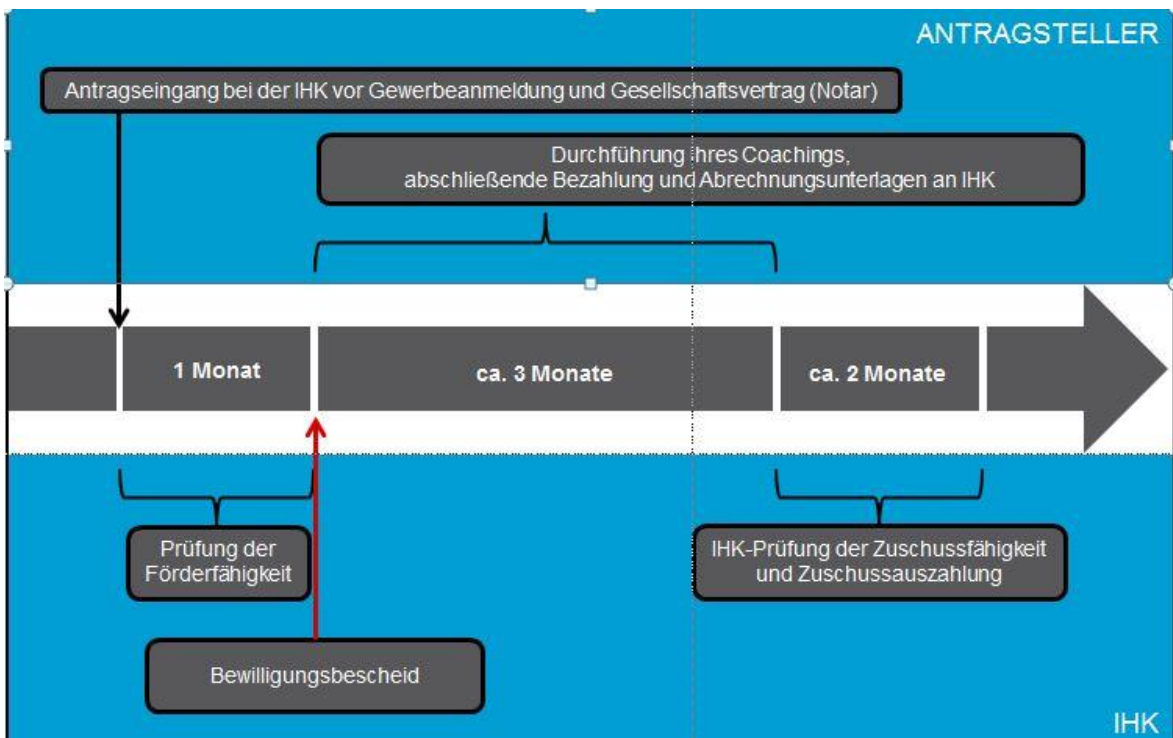 ANTRAGSTELLER
Antragseingang bei der IHK vor Gewerbeanmeldung und Gesellschaftsvertrag (Notar)
Durchführung ihres Coachings,
abschließende Bezahlung und Abrechnungsunterlagen an IHK
1 Monat
ca. 3 Monate
ca. 2 Monate
Prüfung der
Förderfähigkeit
IHK-Prüfung der Zuschussfähigkeit
und Zuschussauszahlung
Bewilligungsbescheid
IHK